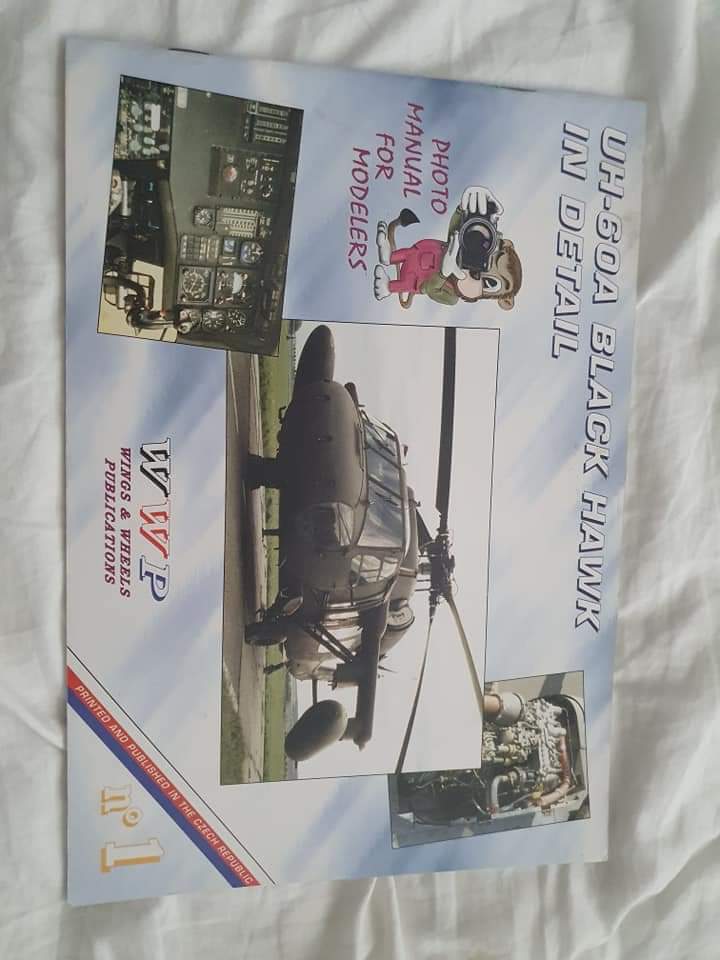 UH-60A BLACK HAWK
IN DETAIL
PHOTO
MANUAL
FOR
MODELERS
WWP
WINGS & WHEELS
PUBLICATIONS
PRINTED AND PUBLISHED IN THE CZECH REPUBLIC
nº 1